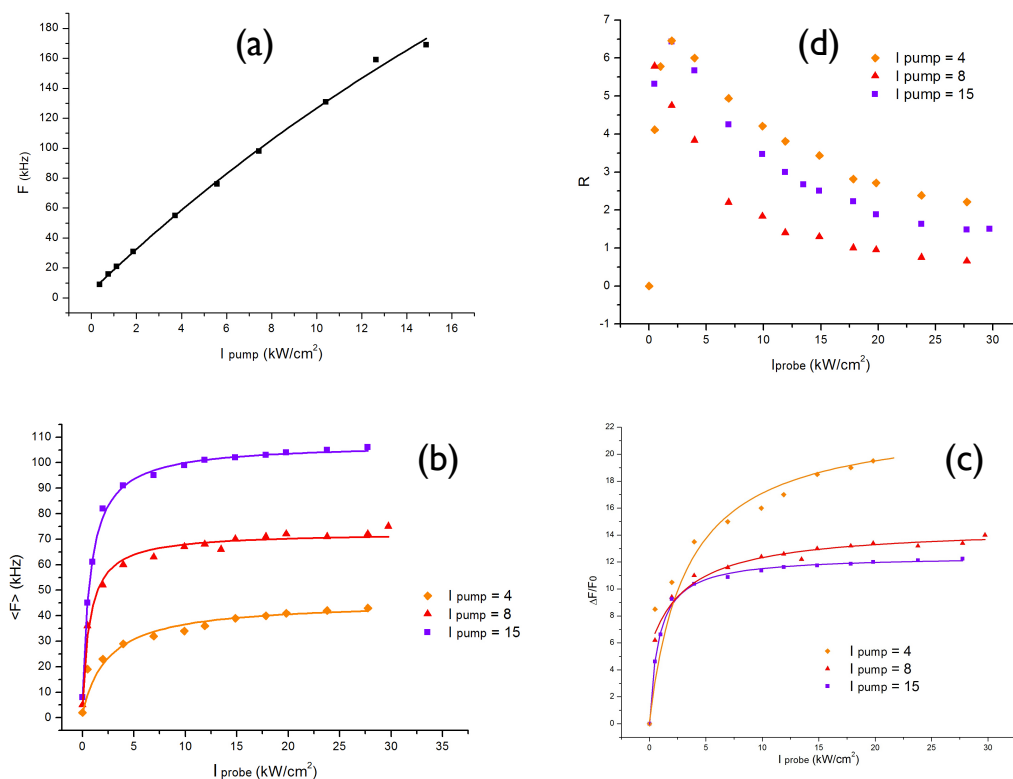 (a)
180
160
140
120
100
80
60
40
20
0
F (kHz)
0 2 4 6 8 10 12 14 16
I pump (kW/cm²)
(d)
I pump = 4
I pump = 8
I pump = 15
7
6
5
4
3
2
1
0
-1
R
0 5 10 15 20 25 30
Iprobe (kW/cm²)
(b)
110
100
90
80
70
60
50
40
30
20
10
0
<F> (kHz)
I pump = 4
I pump = 8
I pump = 15
0 5 10 15 20 25 30 35
I probe (kW/cm²)
(c)
22
20
18
16
14
12
10
8
6
4
2
0
ΔF/F0
I pump = 4
I pump = 8
I pump = 15
0 5 10 15 20 25 30
I probe (kW/cm²)